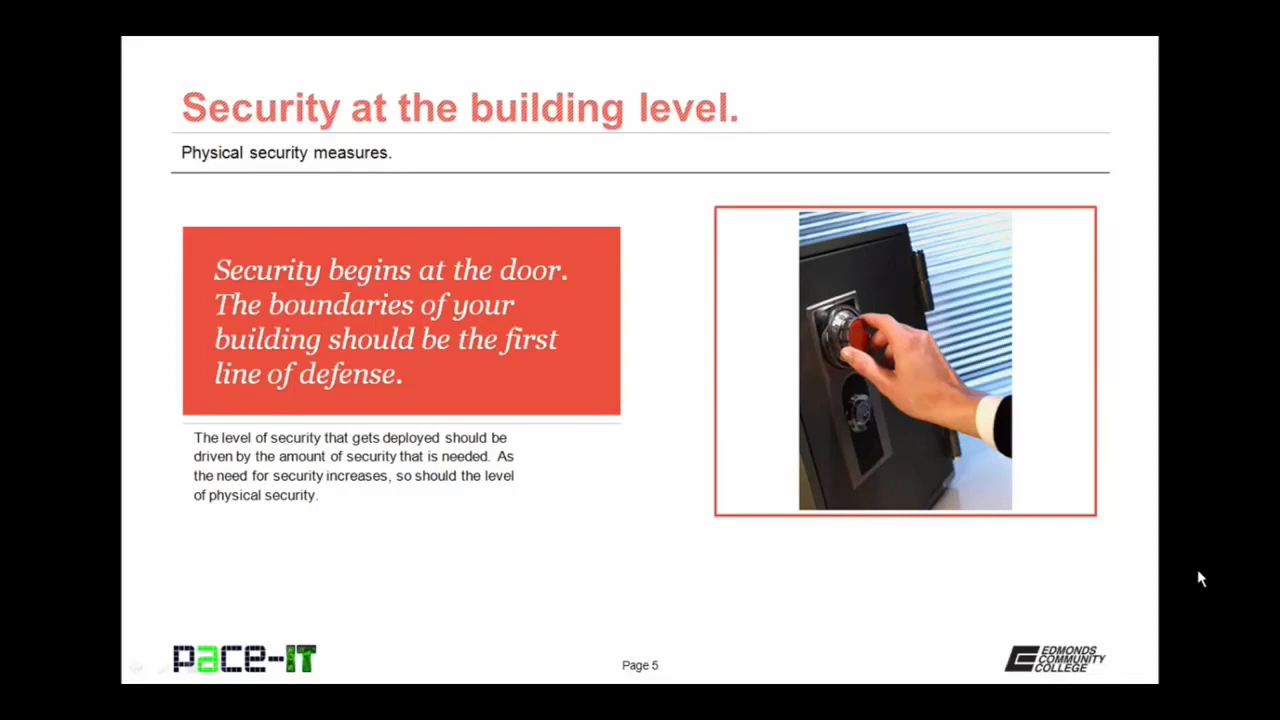 Security at the building level.
Physical security measures.
Security begins at the door.
The boundaries of your
building should be the first
line of defense.
The level of security that gets deployed should be
driven by the amount of security that is needed. As
the need for security increases, so should the level
of physical security.
pace-IT
Page 5
EDMONDS
COMMUNITY
COLLEGE